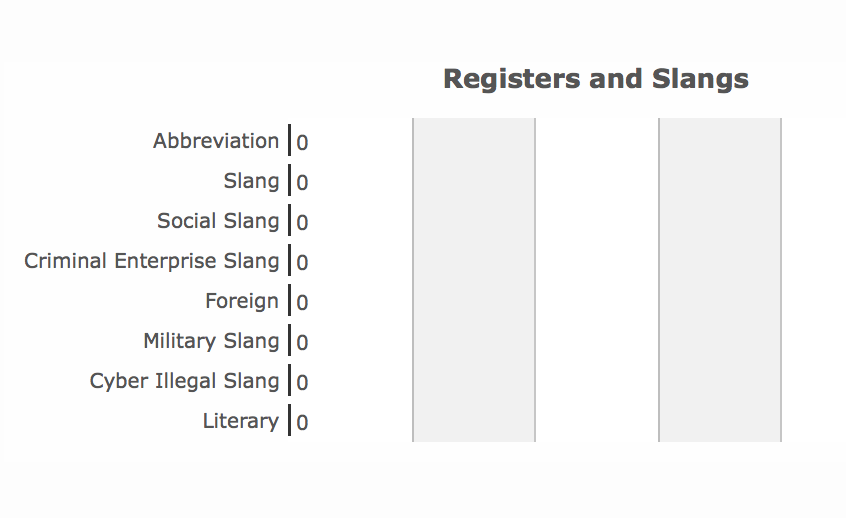 Registers and Slangs
Abbreviation 0
Slang 0
Social Slang 0
Criminal Enterprise Slang 0
Foreign 0
Military Slang 0
Cyber Illegal Slang 0
Literary 0